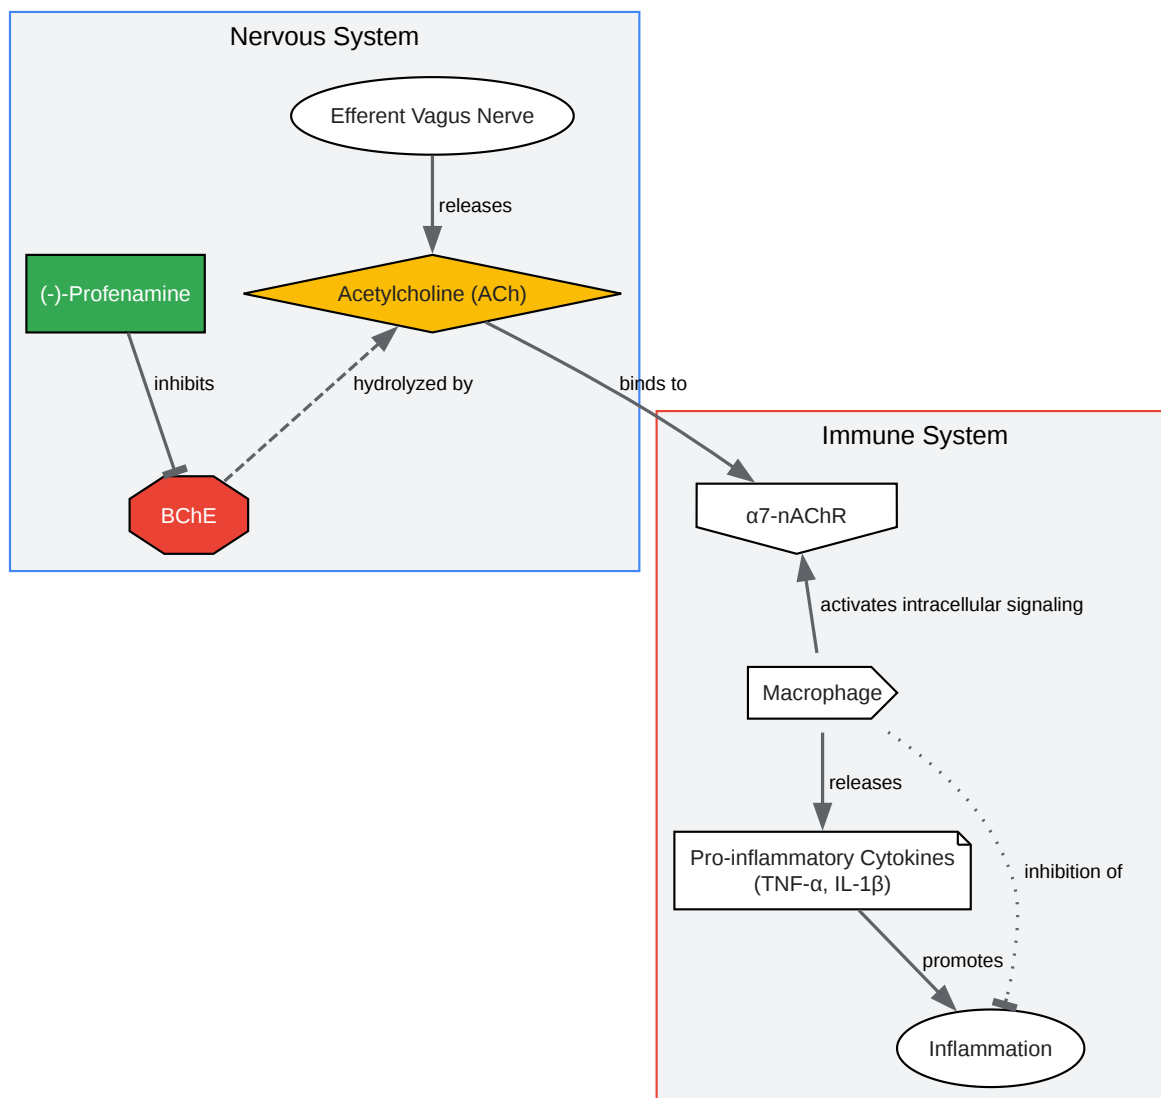 Nervous System
Efferent Vagus Nerve
releases
(-)-Profenamine
Acetylcholine (ACh)
inhibits
hydrolyzed by
binds to
BChE
Immune System
α7-nAChR
activates intracellular signaling
Macrophage
releases
Pro-inflammatory Cytokines
(TNF-α, IL-1β)
inhibition of
promotes
Inflammation